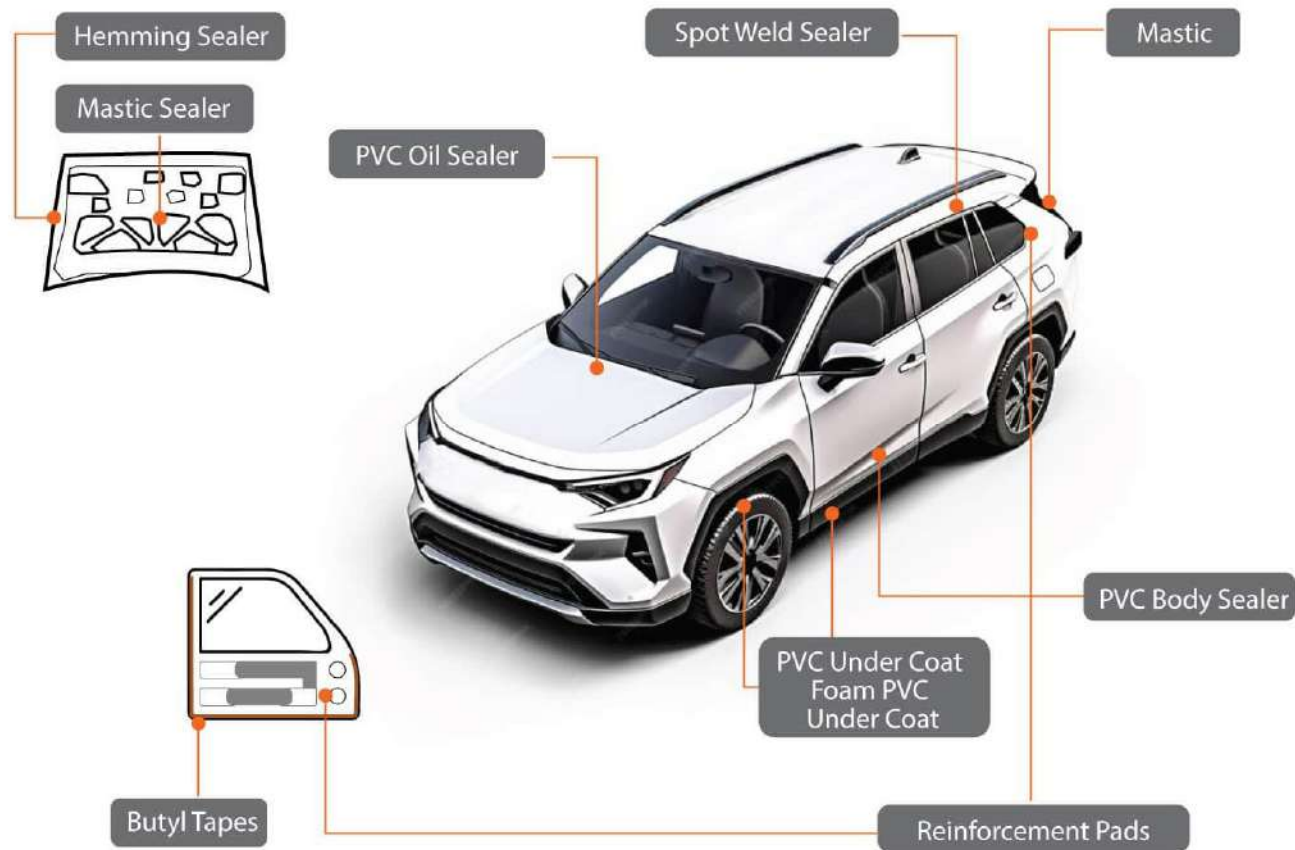 Hemming Sealer
Mastic Sealer
Spot Weld Sealer
Mastic
PVC Oil Sealer
PVC Body Sealer
PVC Under Coat
Foam PVC
Under Coat
Butyl Tapes
Reinforcement Pads